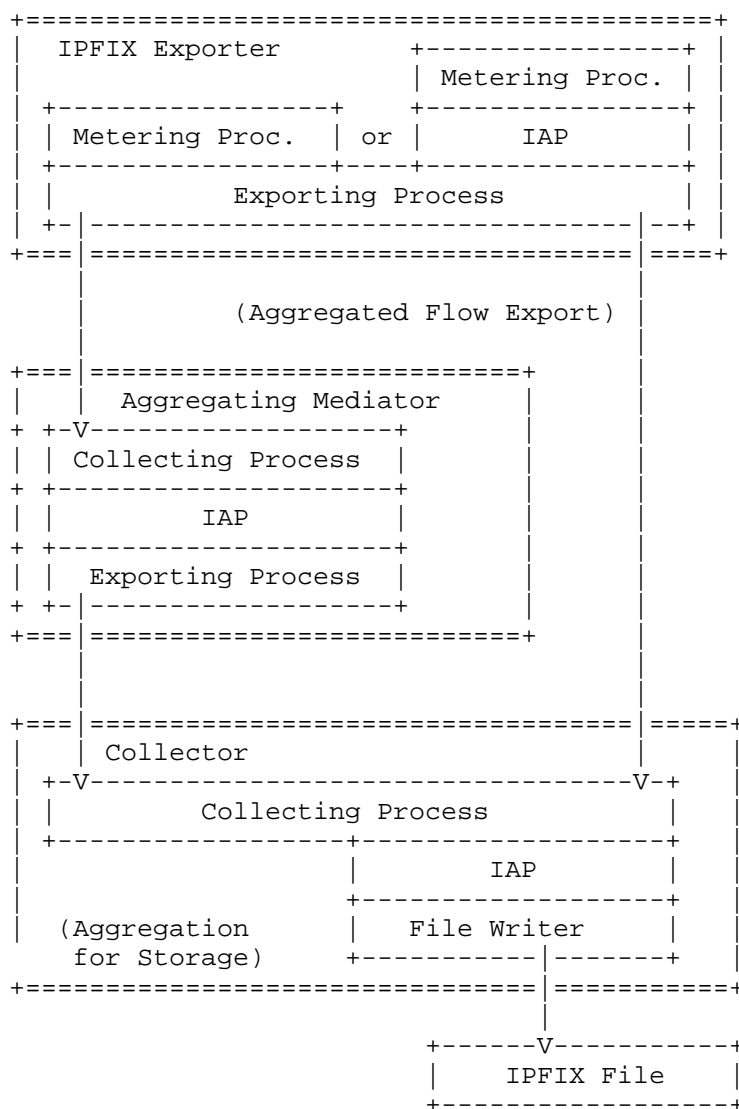 IPFIX Exporter
Metering Proc.
Metering Proc. or IAP
Exporting Process
(Aggregated Flow Export)
Aggregating Mediator
Collecting Process
IAP
Exporting Process
Collector
Collecting Process
IAP
(Aggregation File Writer
for Storage)
IPFIX File